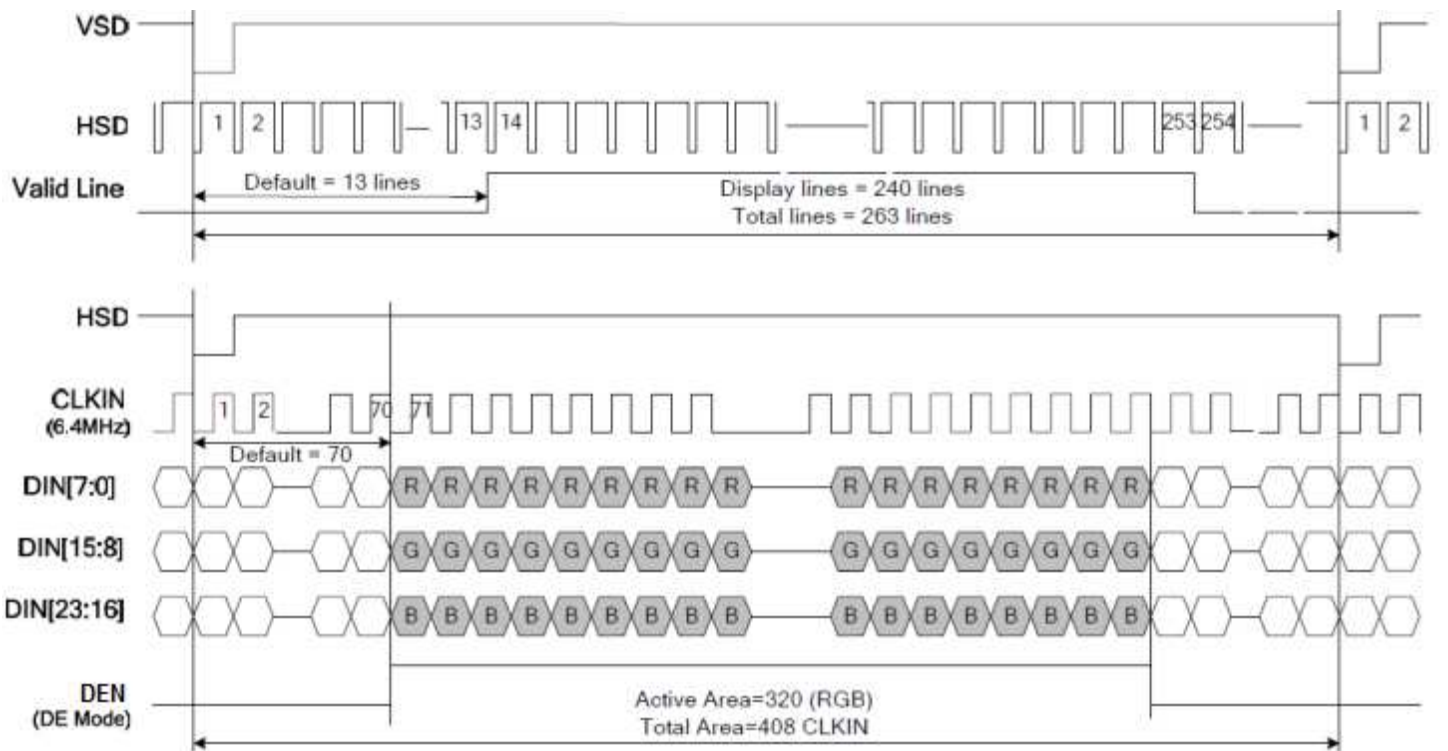 VSD
HSD
1 2 13 14 253 254 1 2
Valid Line
Default = 13 lines
Display lines = 240 lines
Total lines = 263 lines
HSD
CLKIN
(6.4MHz)
1 2 70 71
Default = 70
DIN[7:0]
R R R R R R R R R R R R R R R R R
DIN[15:8]
G G G G G G G G G G G G G G G G G
DIN[23:16]
B B B B B B B B B B B B B B B B B
DEN
(DE Mode)
Active Area=320 (RGB)
Total Area=408 CLKIN